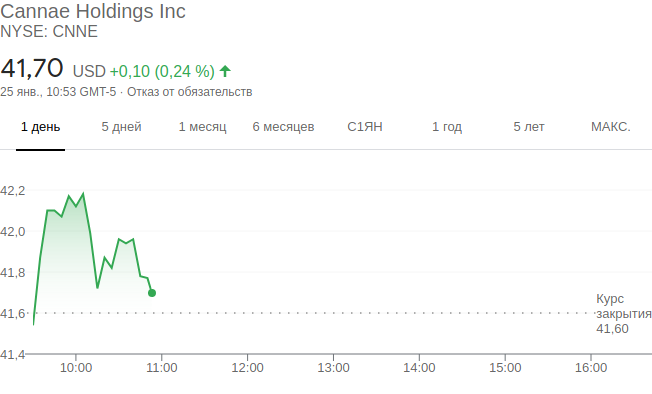 Cannae Holdings Inc
NYSE: CNNE
41,70 USD +0,10 (0,24 %)
25 янв., 10:53 GMT-5 · Отказ от обязательств
1 день 5 дней 1 месяц 6 месяцев С1ЯН 1 год 5 лет МАКС.
42,2
42,0
41,8
41,6
41,4
Курс
закрытия
41,60
10:00 11:00 12:00 13:00 14:00 15:00 16:00